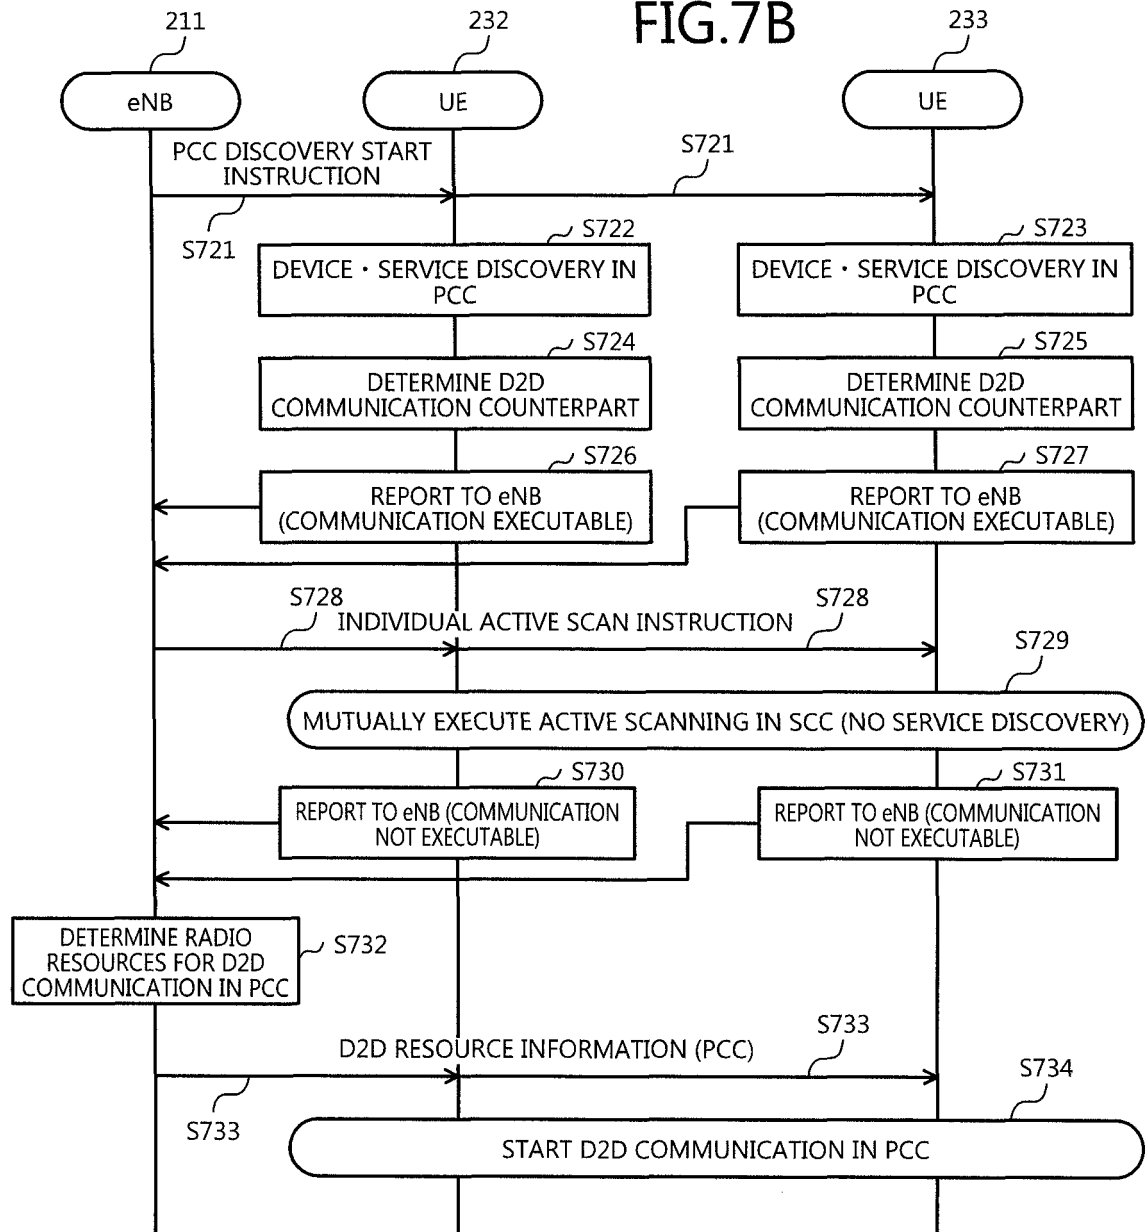 FIG.7B
211
232
233
eNB
UE
UE
PCC DISCOVERY START
INSTRUCTION
S721
S721
S722
S723
DEVICE・SERVICE DISCOVERY IN
PCC
DEVICE・SERVICE DISCOVERY IN
PCC
S724
S725
DETERMINE D2D
COMMUNICATION COUNTERPART
DETERMINE D2D
COMMUNICATION COUNTERPART
S726
S727
REPORT TO eNB
(COMMUNICATION EXECUTABLE)
REPORT TO eNB
(COMMUNICATION EXECUTABLE)
S728
INDIVIDUAL ACTIVE SCAN INSTRUCTION
S728
S729
MUTUALLY EXECUTE ACTIVE SCANNING IN SCC (NO SERVICE DISCOVERY)
S730
S731
REPORT TO eNB (COMMUNICATION
NOT EXECUTABLE)
REPORT TO eNB (COMMUNICATION
NOT EXECUTABLE)
DETERMINE RADIO
RESOURCES FOR D2D
COMMUNICATION IN PCC
S732
D2D RESOURCE INFORMATION (PCC)
S733
S733
S734
START D2D COMMUNICATION IN PCC